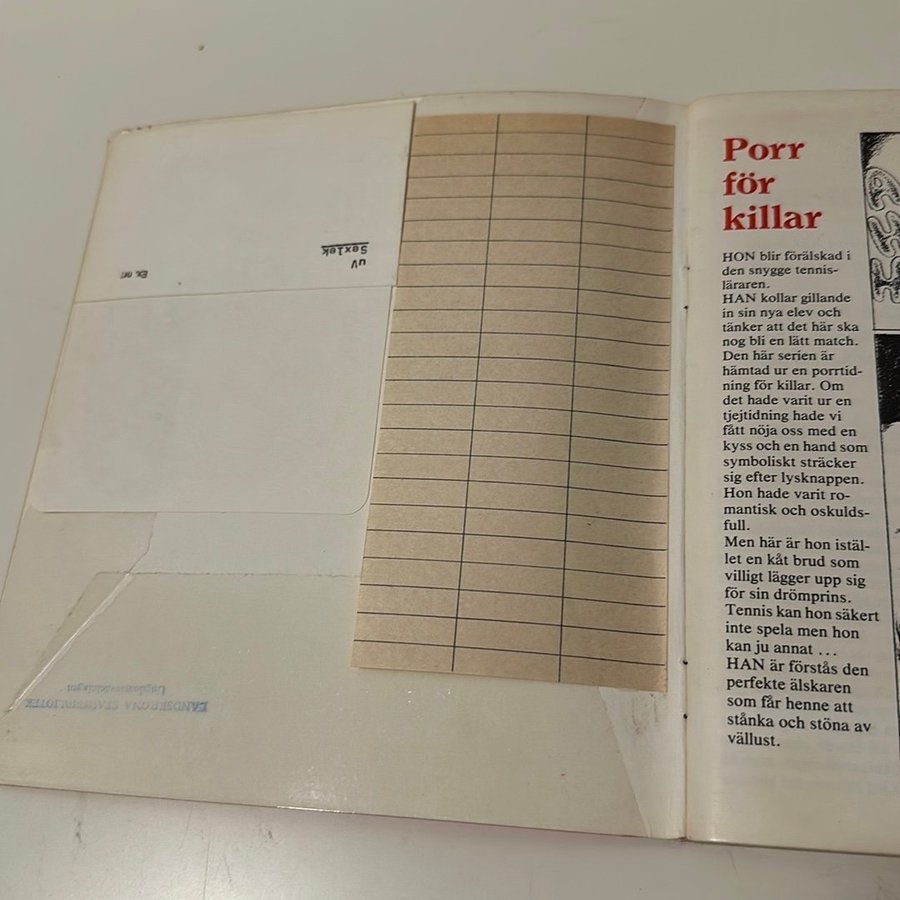 uV
Sexlek
Ex. nr:
LANDSKRONA STADSBIBLIOTEK
Ungdomsavdelningen
Porr
för
killar
HON blir förälskad i
den snygge tennis-
läraren.
HAN kollar gillande
in sin nya elev och
tänker att det här ska
nog bli en lätt match.
Den här serien är
hämtad ur en porrtid-
ning för killar. Om
det hade varit ur en
tjejtidning hade vi
fått nöja oss med en
kyss och en hand som
symboliskt sträcker
sig efter lysknappen.
Hon hade varit ro-
mantisk och oskulds-
full.
Men här är hon istäl-
let en kåt brud som
villigt lägger upp sig
för sin drömprins.
Tennis kan hon säkert
inte spela men hon
kan ju annat ...
HAN är förstås den
perfekte älskaren
som får henne att
stånka och stöna av
vällust.